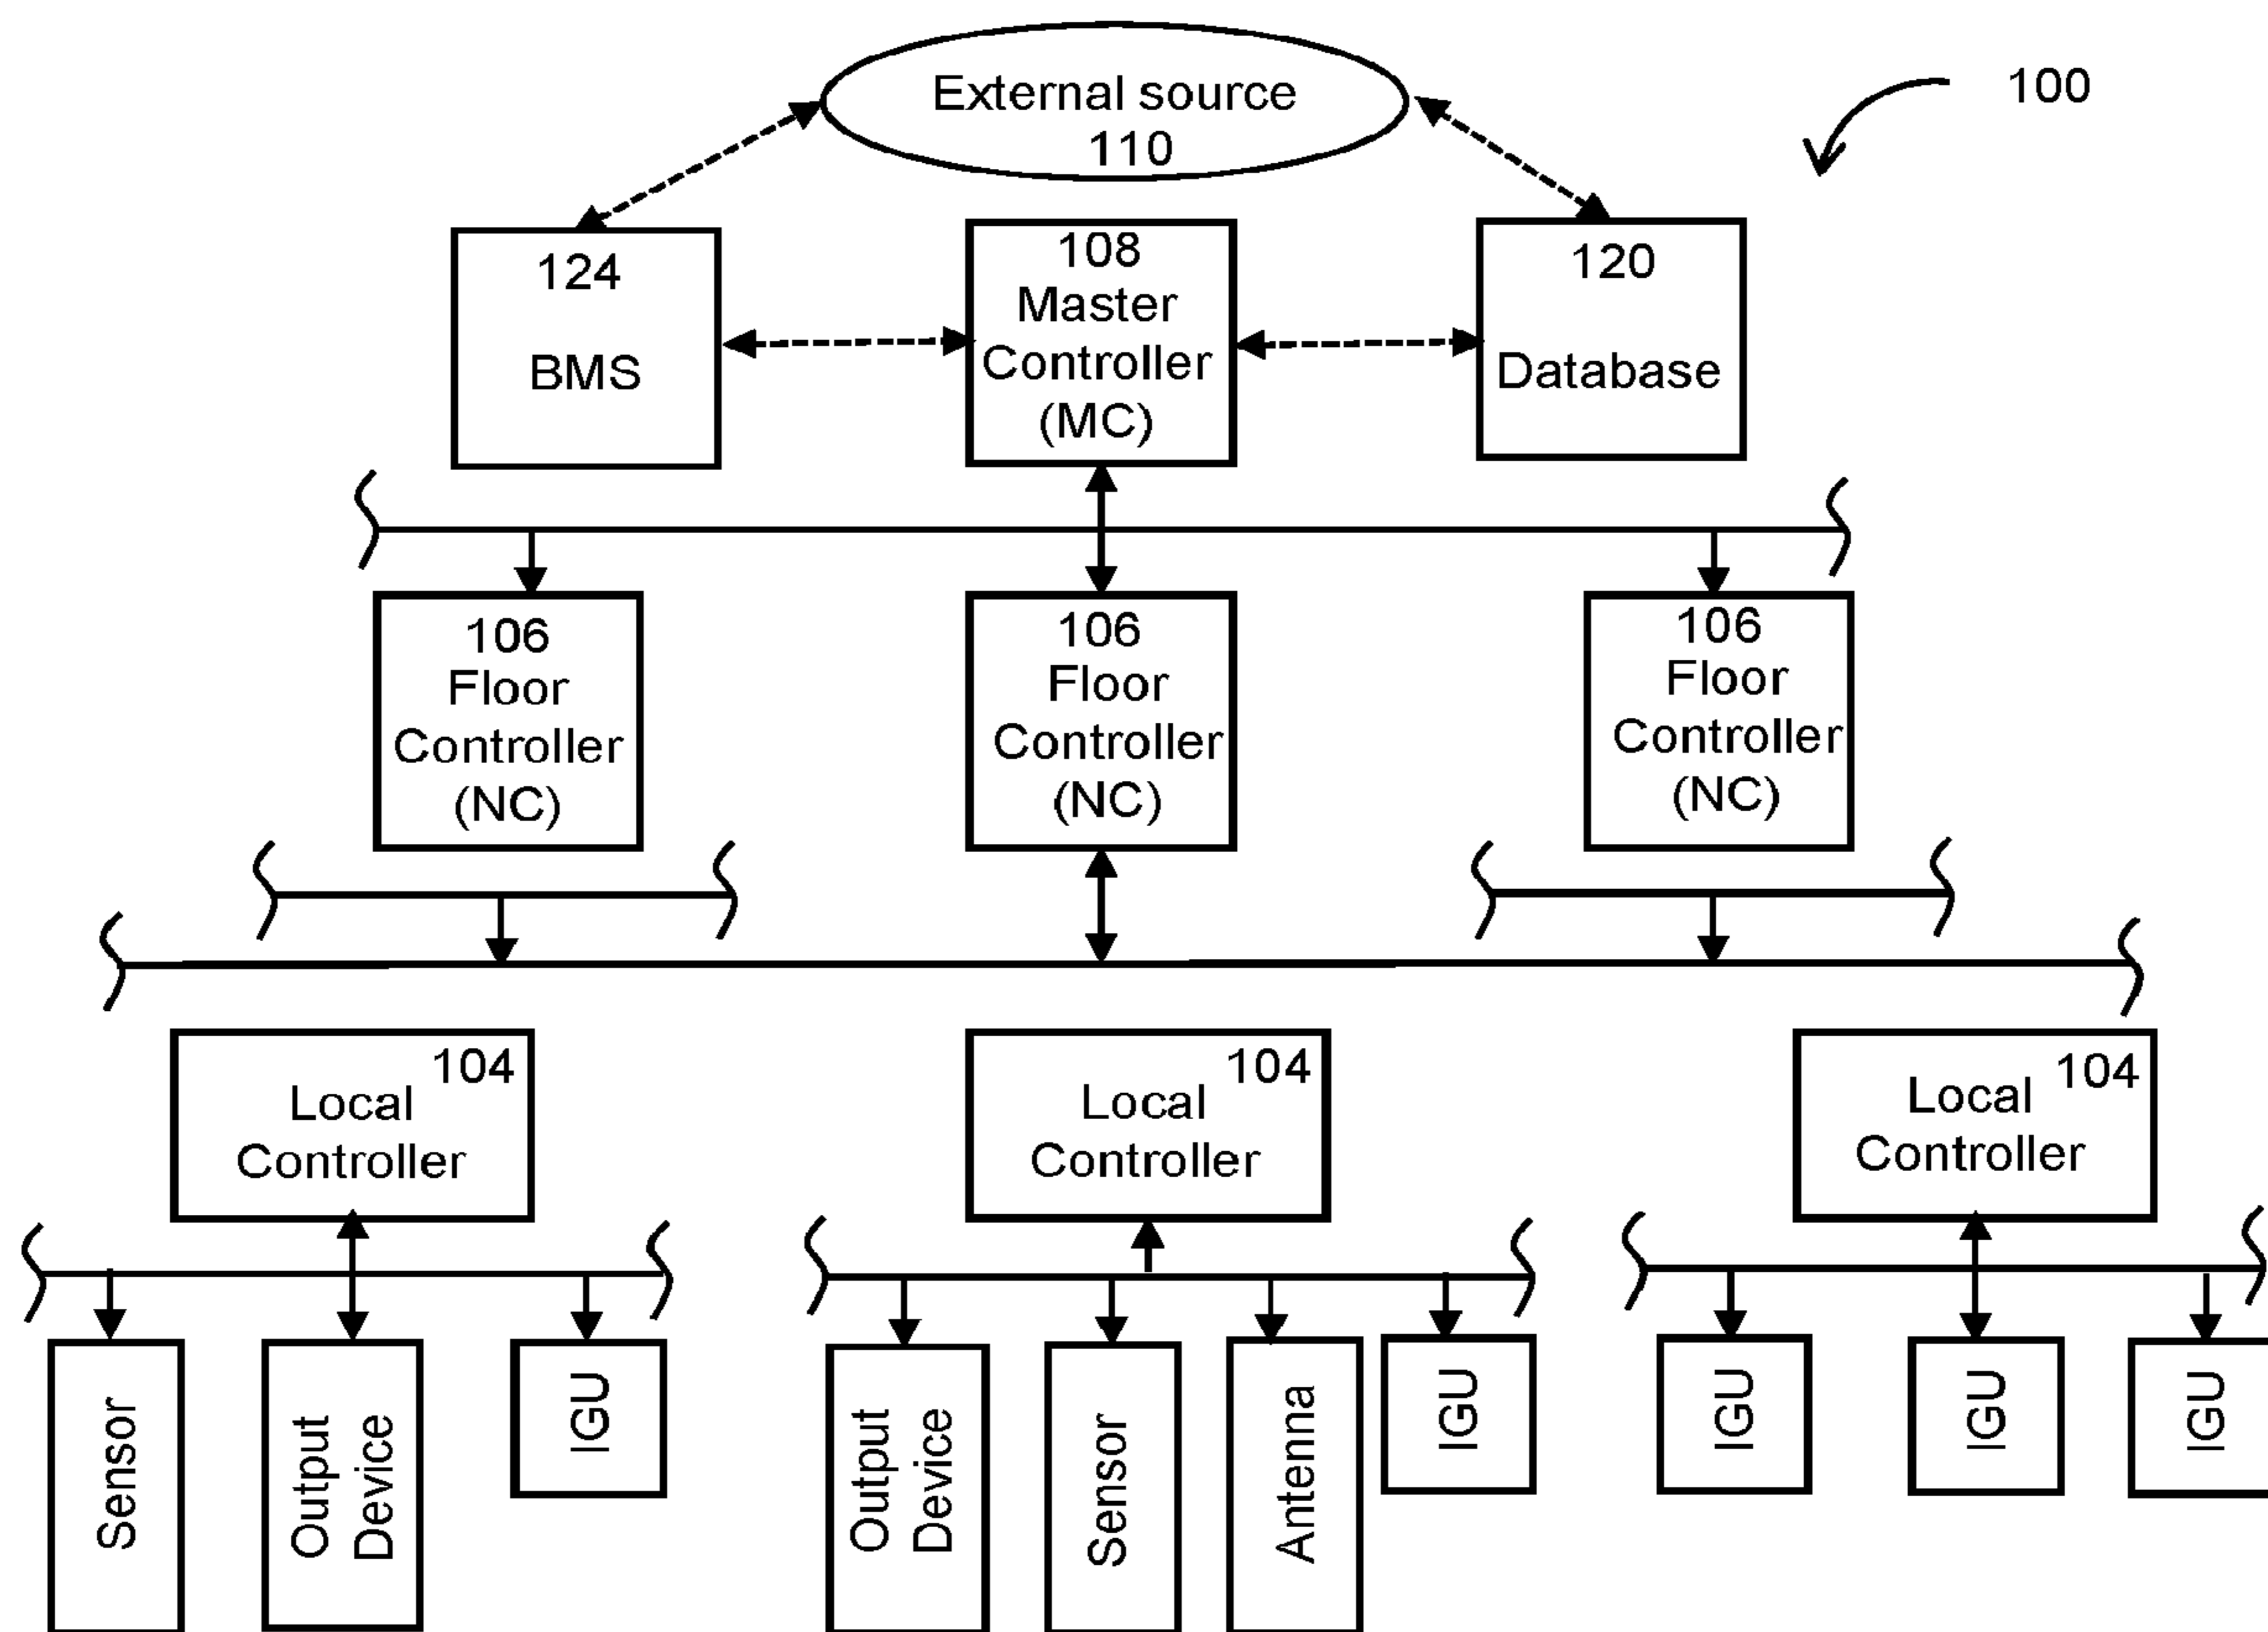 External source
110
100
124
BMS
108
Master
Controller
(MC)
120
Database
106
Floor
Controller
(NC)
106
Floor
Controller
(NC)
106
Floor
Controller
(NC)
104
Local
Controller
104
Local
Controller
104
Local
Controller
Sensor
Output
Device
IGU
Output
Device
Sensor
Antenna
IGU
IGU
IGU
IGU